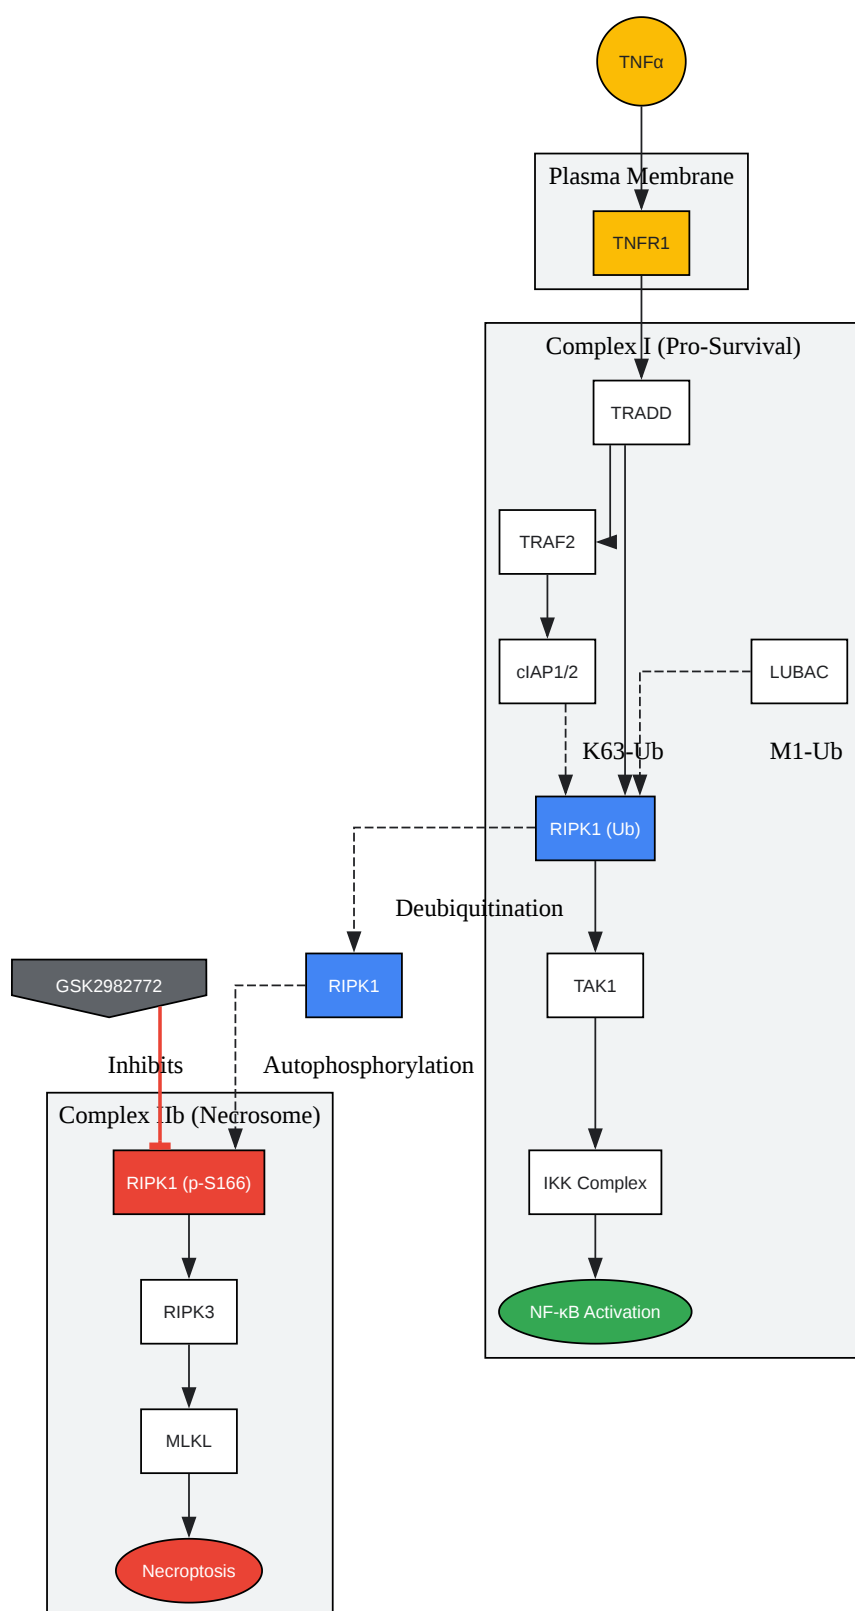 TNFα
Plasma Membrane
TNFR1
Complex I (Pro-Survival)
TRADD
TRAF2
cIAP1/2
LUBAC
K63-Ub
M1-Ub
RIPK1 (Ub)
Deubiquitination
GSK2982772
RIPK1
TAK1
Inhibits
Autophosphorylation
Complex IIb (Necrosome)
RIPK1 (p-S166)
IKK Complex
RIPK3
NF-κB Activation
MLKL
Necroptosis